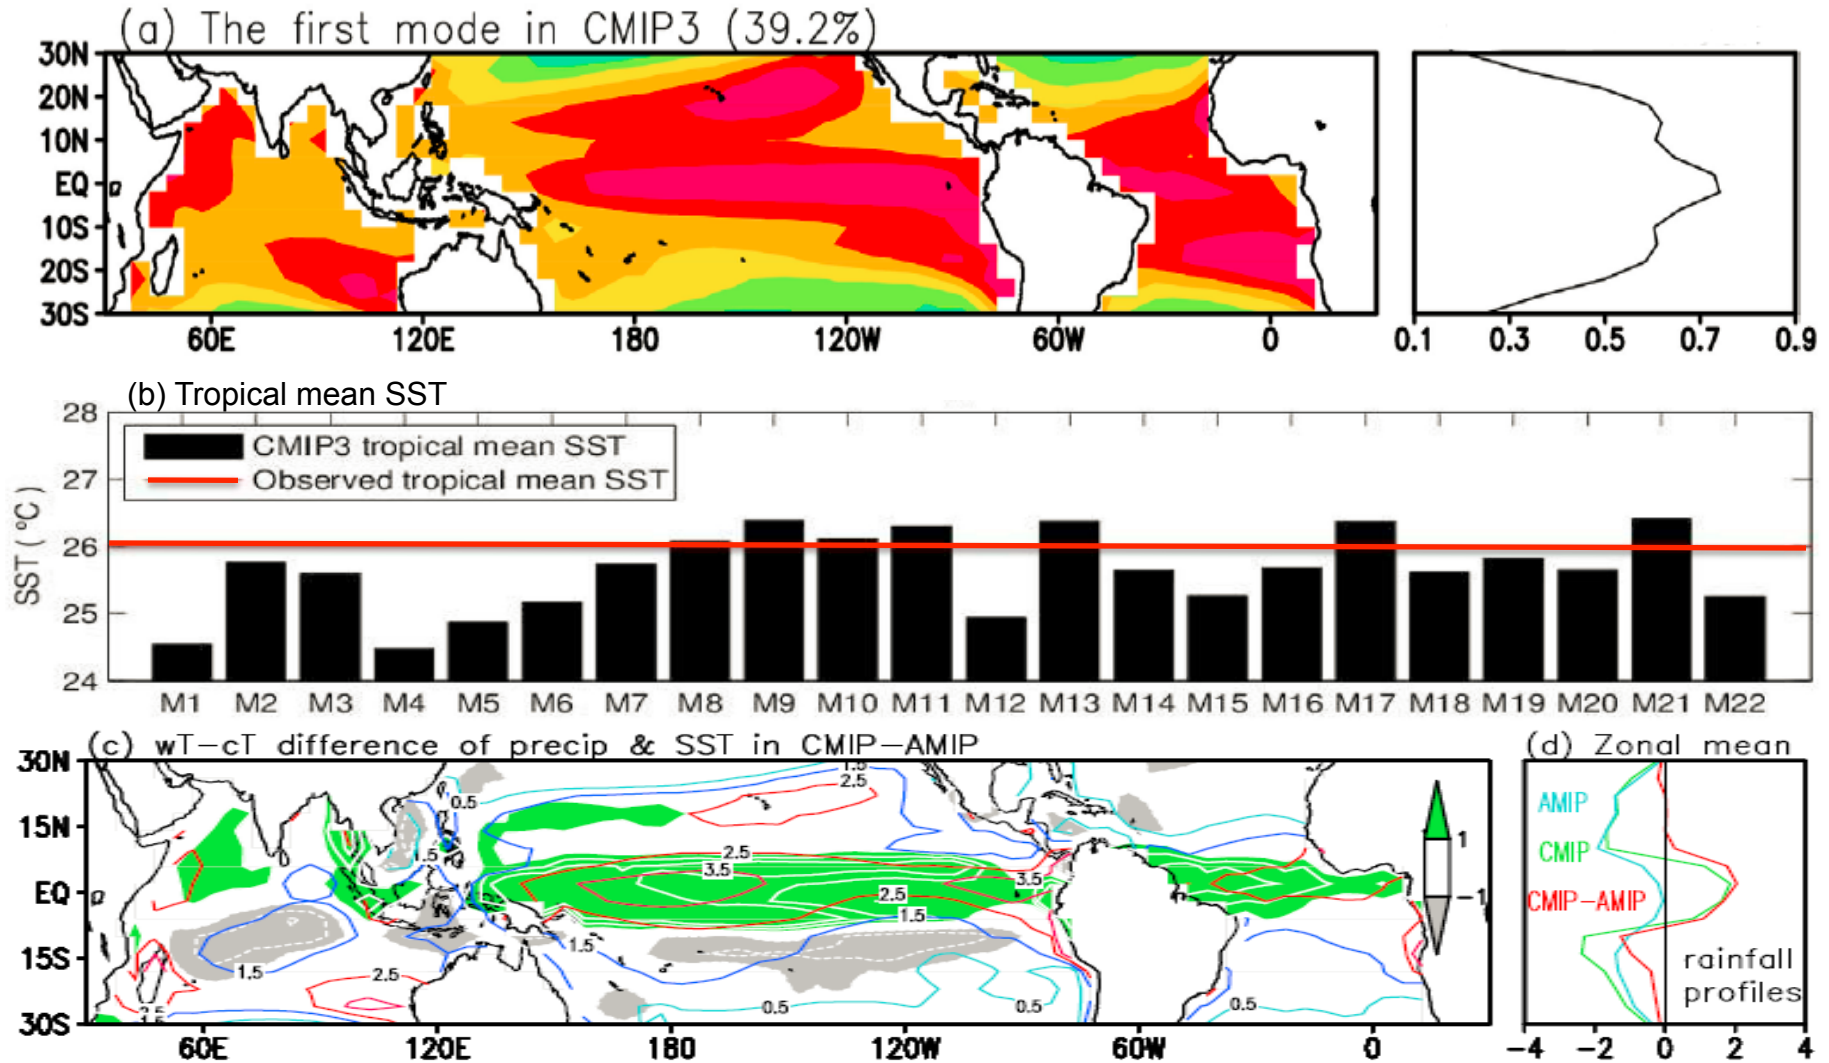 (a) The first mode in CMIP3 (39.2%)
30N
20N
10N
EQ
10S
20S
30S
60E 120E 180 120W 60W 0
0.1 0.3 0.5 0.7 0.9
(b) Tropical mean SST
CMIP3 tropical mean SST
Observed tropical mean SST
SST ( °C)
28
27
26
25
24
M1 M2 M3 M4 M5 M6 M7 M8 M9 M10 M11 M12 M13 M14 M15 M16 M17 M18 M19 M20 M21 M22
(c) wT-cT difference of precip & SST in CMIP-AMIP
30N
15N
EQ
15S
30S
60E 120E 180 120W 60W 0
1.5
2.5
0.5
.5
2.5
3.5
3.5
2.5
1.5
1.5
1.5
2.5
0.5
0.5
0.5
1
-1
(d) Zonal mean
AMIP
CMIP
CMIP-AMIP
rainfall
profiles
-4 -2 0 2 4